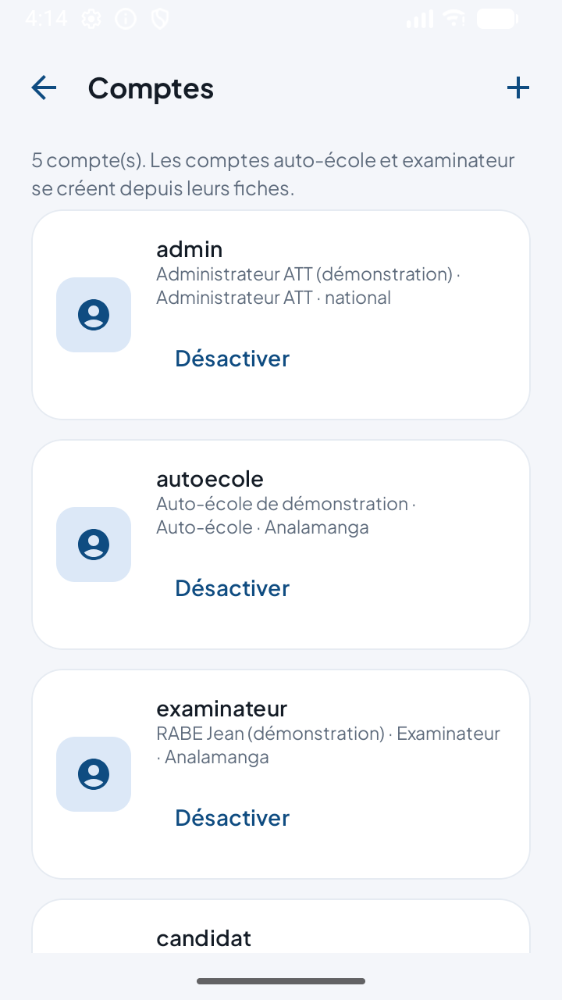 4:14
Comptes
5 compte(s). Les comptes auto-école et examinateur
se créent depuis leurs fiches.
admin
Administrateur ATT (démonstration) ·
Administrateur ATT · national
Désactiver
autoecole
Auto-école de démonstration ·
Auto-école · Analamanga
Désactiver
examinateur
RABE Jean (démonstration) · Examinateur
· Analamanga
Désactiver
candidat